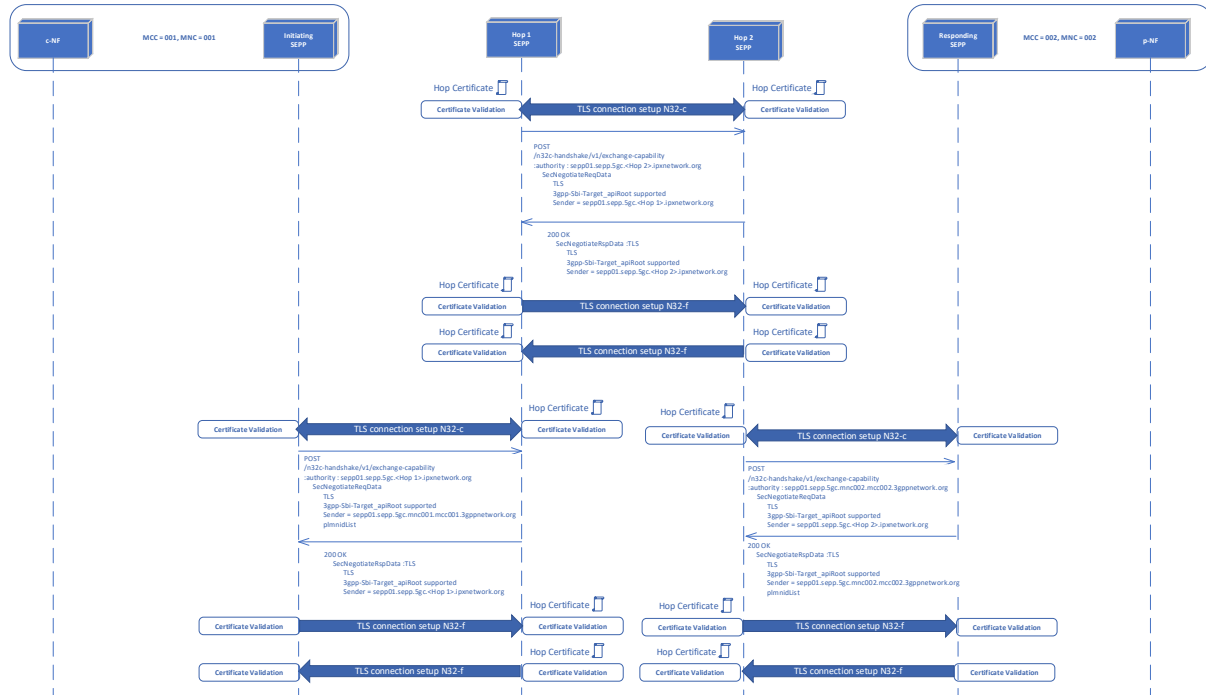 c-NF
MCC = 001, MNC = 001
Initiating
SEPP
Hop 1
SEPP
Hop 2
SEPP
Responding
SEPP
MCC = 002, MNC = 002
p-NF
Hop Certificate
Hop Certificate
Certificate Validation
TLS connection setup N32-c
Certificate Validation
POST
/n32c-handshake/v1/exchange-capability
:authority : sepp01.sepp.5gc.<Hop 2>.ipxnetwork.org
SecNegotiateReqData
TLS
3gpp-Sbi-Target_apiRoot supported
Sender = sepp01.sepp.5gc.<Hop 1>.ipxnetwork.org
200 OK
SecNegotiateRspData :TLS
TLS
3gpp-Sbi-Target_apiRoot supported
Sender = sepp01.sepp.5gc.<Hop 2>.ipxnetwork.org
Hop Certificate
Hop Certificate
Certificate Validation
TLS connection setup N32-f
Certificate Validation
Hop Certificate
Hop Certificate
Certificate Validation
TLS connection setup N32-f
Certificate Validation
Hop Certificate
Certificate Validation
TLS connection setup N32-c
Certificate Validation
POST
/n32c-handshake/v1/exchange-capability
:authority : sepp01.sepp.5gc.<Hop 1>.ipxnetwork.org
SecNegotiateReqData
TLS
3gpp-Sbi-Target_apiRoot supported
Sender = sepp01.sepp.5gc.mnc001.mcc001.3gppnetwork.org
plmnidList
200 OK
SecNegotiateRspData :TLS
TLS
3gpp-Sbi-Target_apiRoot supported
Sender = sepp01.sepp.5gc.<Hop 1>.ipxnetwork.org
Hop Certificate
Certificate Validation
TLS connection setup N32-f
Certificate Validation
Hop Certificate
Certificate Validation
TLS connection setup N32-f
Certificate Validation
Hop Certificate
Certificate Validation
TLS connection setup N32-c
Certificate Validation
POST
/n32c-handshake/v1/exchange-capability
:authority : sepp01.sepp.5gc.mnc002.mcc002.3gppnetwork.org
SecNegotiateReqData
TLS
3gpp-Sbi-Target_apiRoot supported
Sender = sepp01.sepp.5gc.<Hop 2>.ipxnetwork.org
200 OK
SecNegotiateRspData :TLS
TLS
3gpp-Sbi-Target_apiRoot supported
Sender = sepp01.sepp.5gc.mnc002.mcc002.3gppnetwork.org
plmnidList
Hop Certificate
Certificate Validation
TLS connection setup N32-f
Certificate Validation
Hop Certificate
Certificate Validation
TLS connection setup N32-f
Certificate Validation